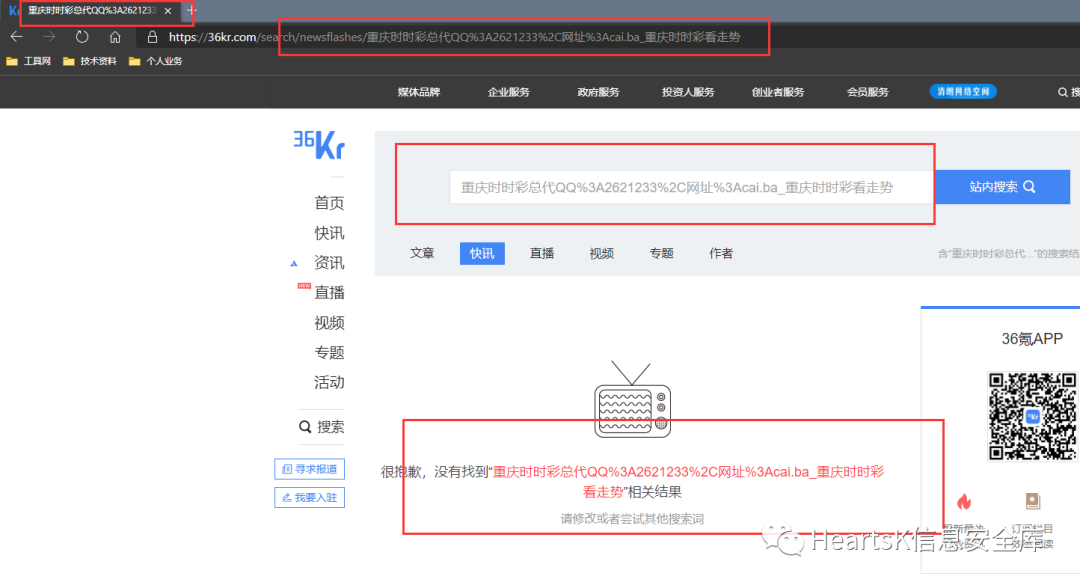 重庆时时彩总代QQ%3A2621233
https://36kr.com/search/newsflashes/重庆时时彩总代QQ%3A2621233%2C网址%3Acai.ba_重庆时时彩看走势
工具网 技术资料 个人业务
媒体品牌 企业服务 政府服务 投资人服务 创业者服务 会员服务 清朗网络空间 搜
36Kr
重庆时时彩总代QQ%3A2621233%2C网址%3Acai.ba_重庆时时彩看走势 站内搜索
文章 快讯 直播 视频 专题 作者 含"重庆时时彩总代..."的搜索结
首页
快讯
资讯
NEW
直播
视频
专题
活动
搜索
寻求报道
我要入驻
很抱歉，没有找到“重庆时时彩总代QQ%3A2621233%2C网址%3Acai.ba_重庆时时彩
看走势”相关结果
请修改或者尝试其他搜索词
36氪APP
HeartsK信息安全库